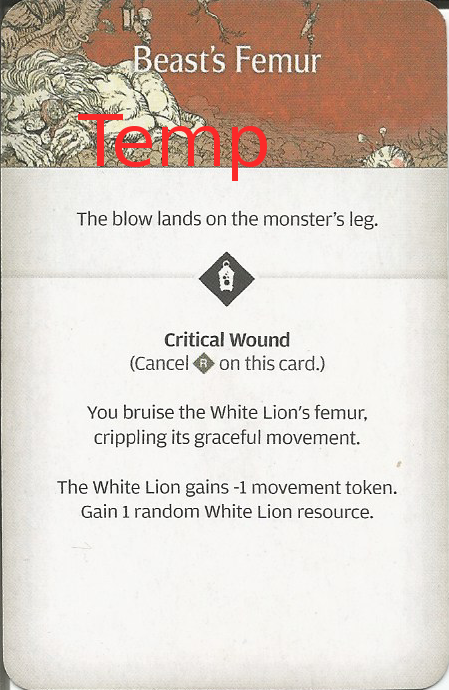 Beast's Femur
Temp
The blow lands on the monster's leg.
Critical Wound
(Cancel R on this card.)
You bruise the White Lion's femur,
crippling its graceful movement.
The White Lion gains -1 movement token.
Gain 1 random White Lion resource.